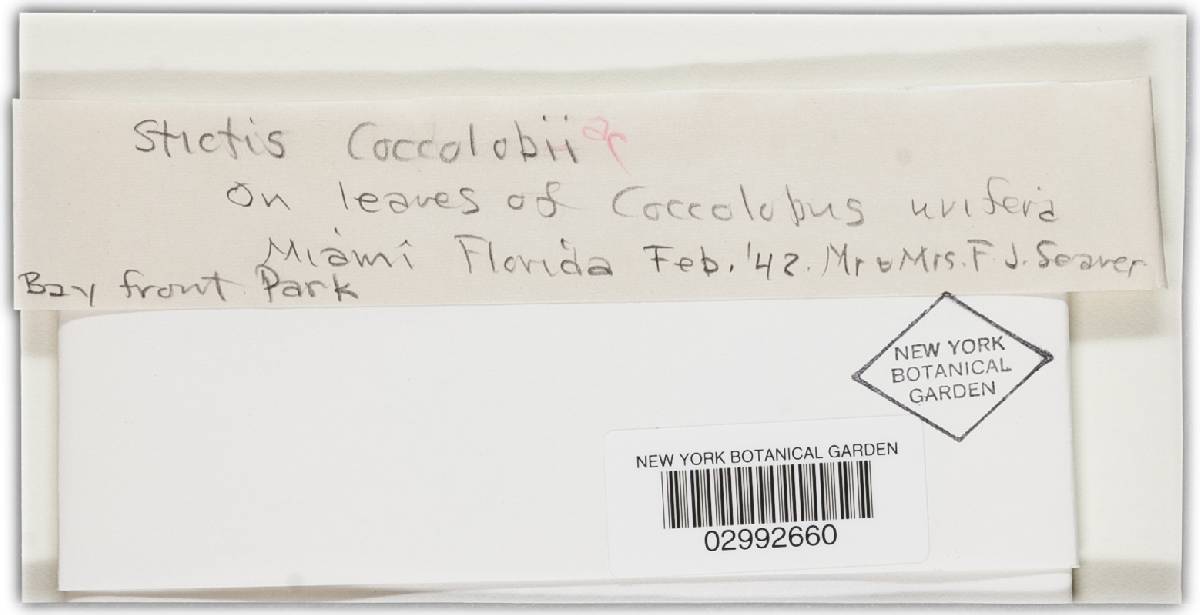 Stictis Coccolobii
On leaves of Coccolobus uvifera
Miami Florida Feb. '42. Mr & Mrs. F J. Seaver
Bay front Park
NEW YORK
BOTANICAL
GARDEN
NEW YORK BOTANICAL GARDEN
02992660